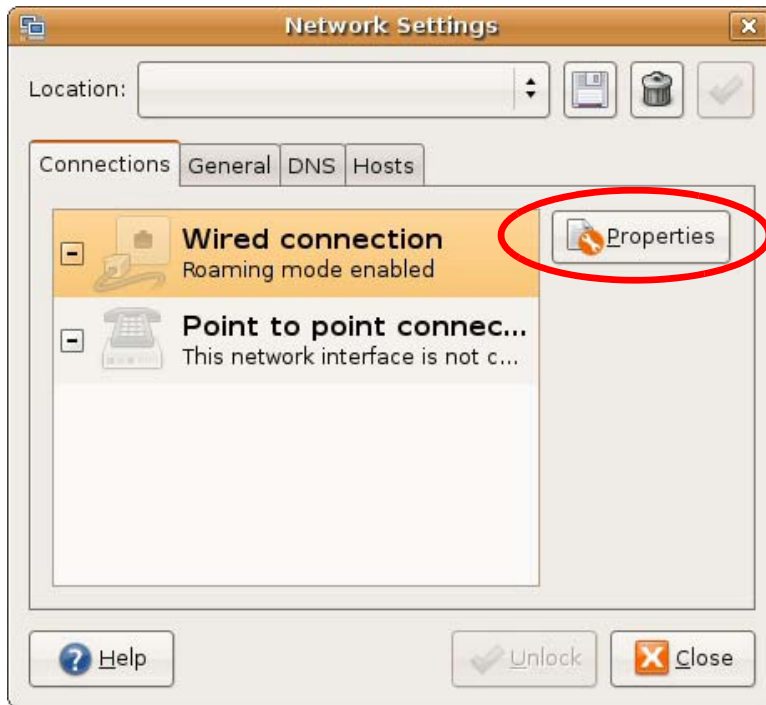 Network Settings
Location:
Connections General DNS Hosts
Wired connection
Roaming mode enabled
Properties
Point to point connec...
This network interface is not c...
Help
Unlock
Close